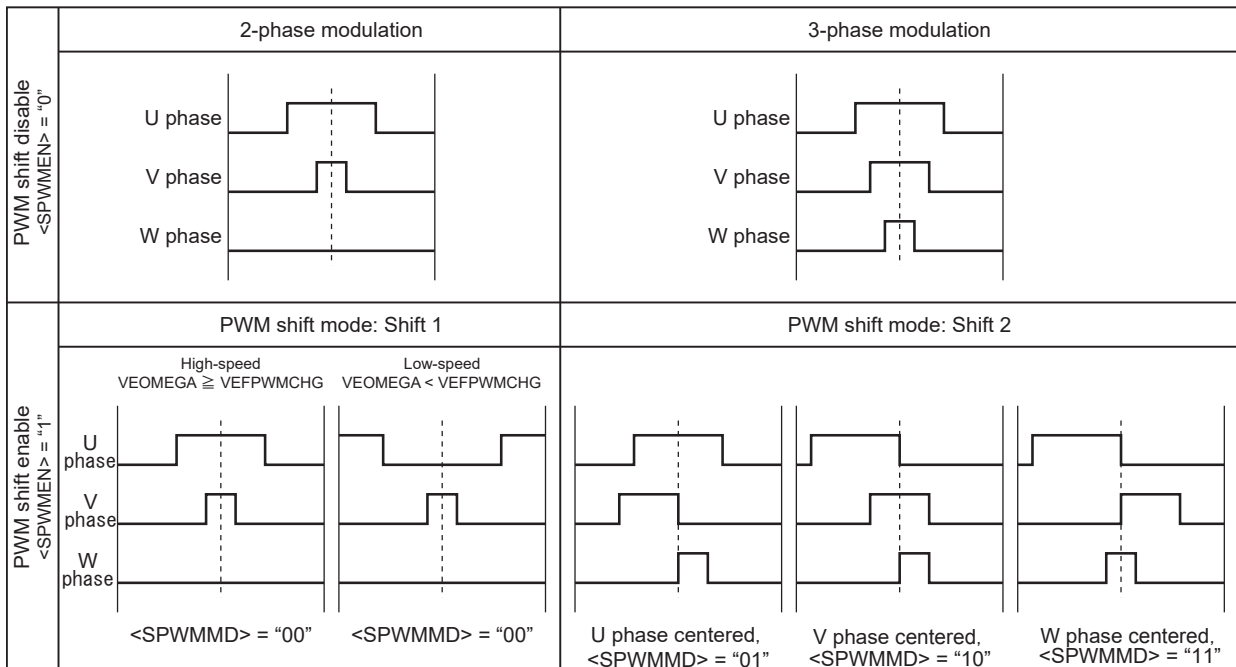 2-phase modulation
3-phase modulation
PWM shift disable
<SPWMEN> = “0”
U phase
V phase
W phase
U phase
V phase
W phase
PWM shift mode: Shift 1
PWM shift mode: Shift 2
PWM shift enable
<SPWMEN> = “1”
High-speed
VEOMEGA ≧ VEFPWMCHG
Low-speed
VEOMEGA < VEFPWMCHG
U
phase
V
phase
W
phase
<SPWMMD> = “00”
<SPWMMD> = “00”
U phase centered,
<SPWMMD> = “01”
V phase centered,
<SPWMMD> = “10”
W phase centered,
<SPWMMD> = “11”